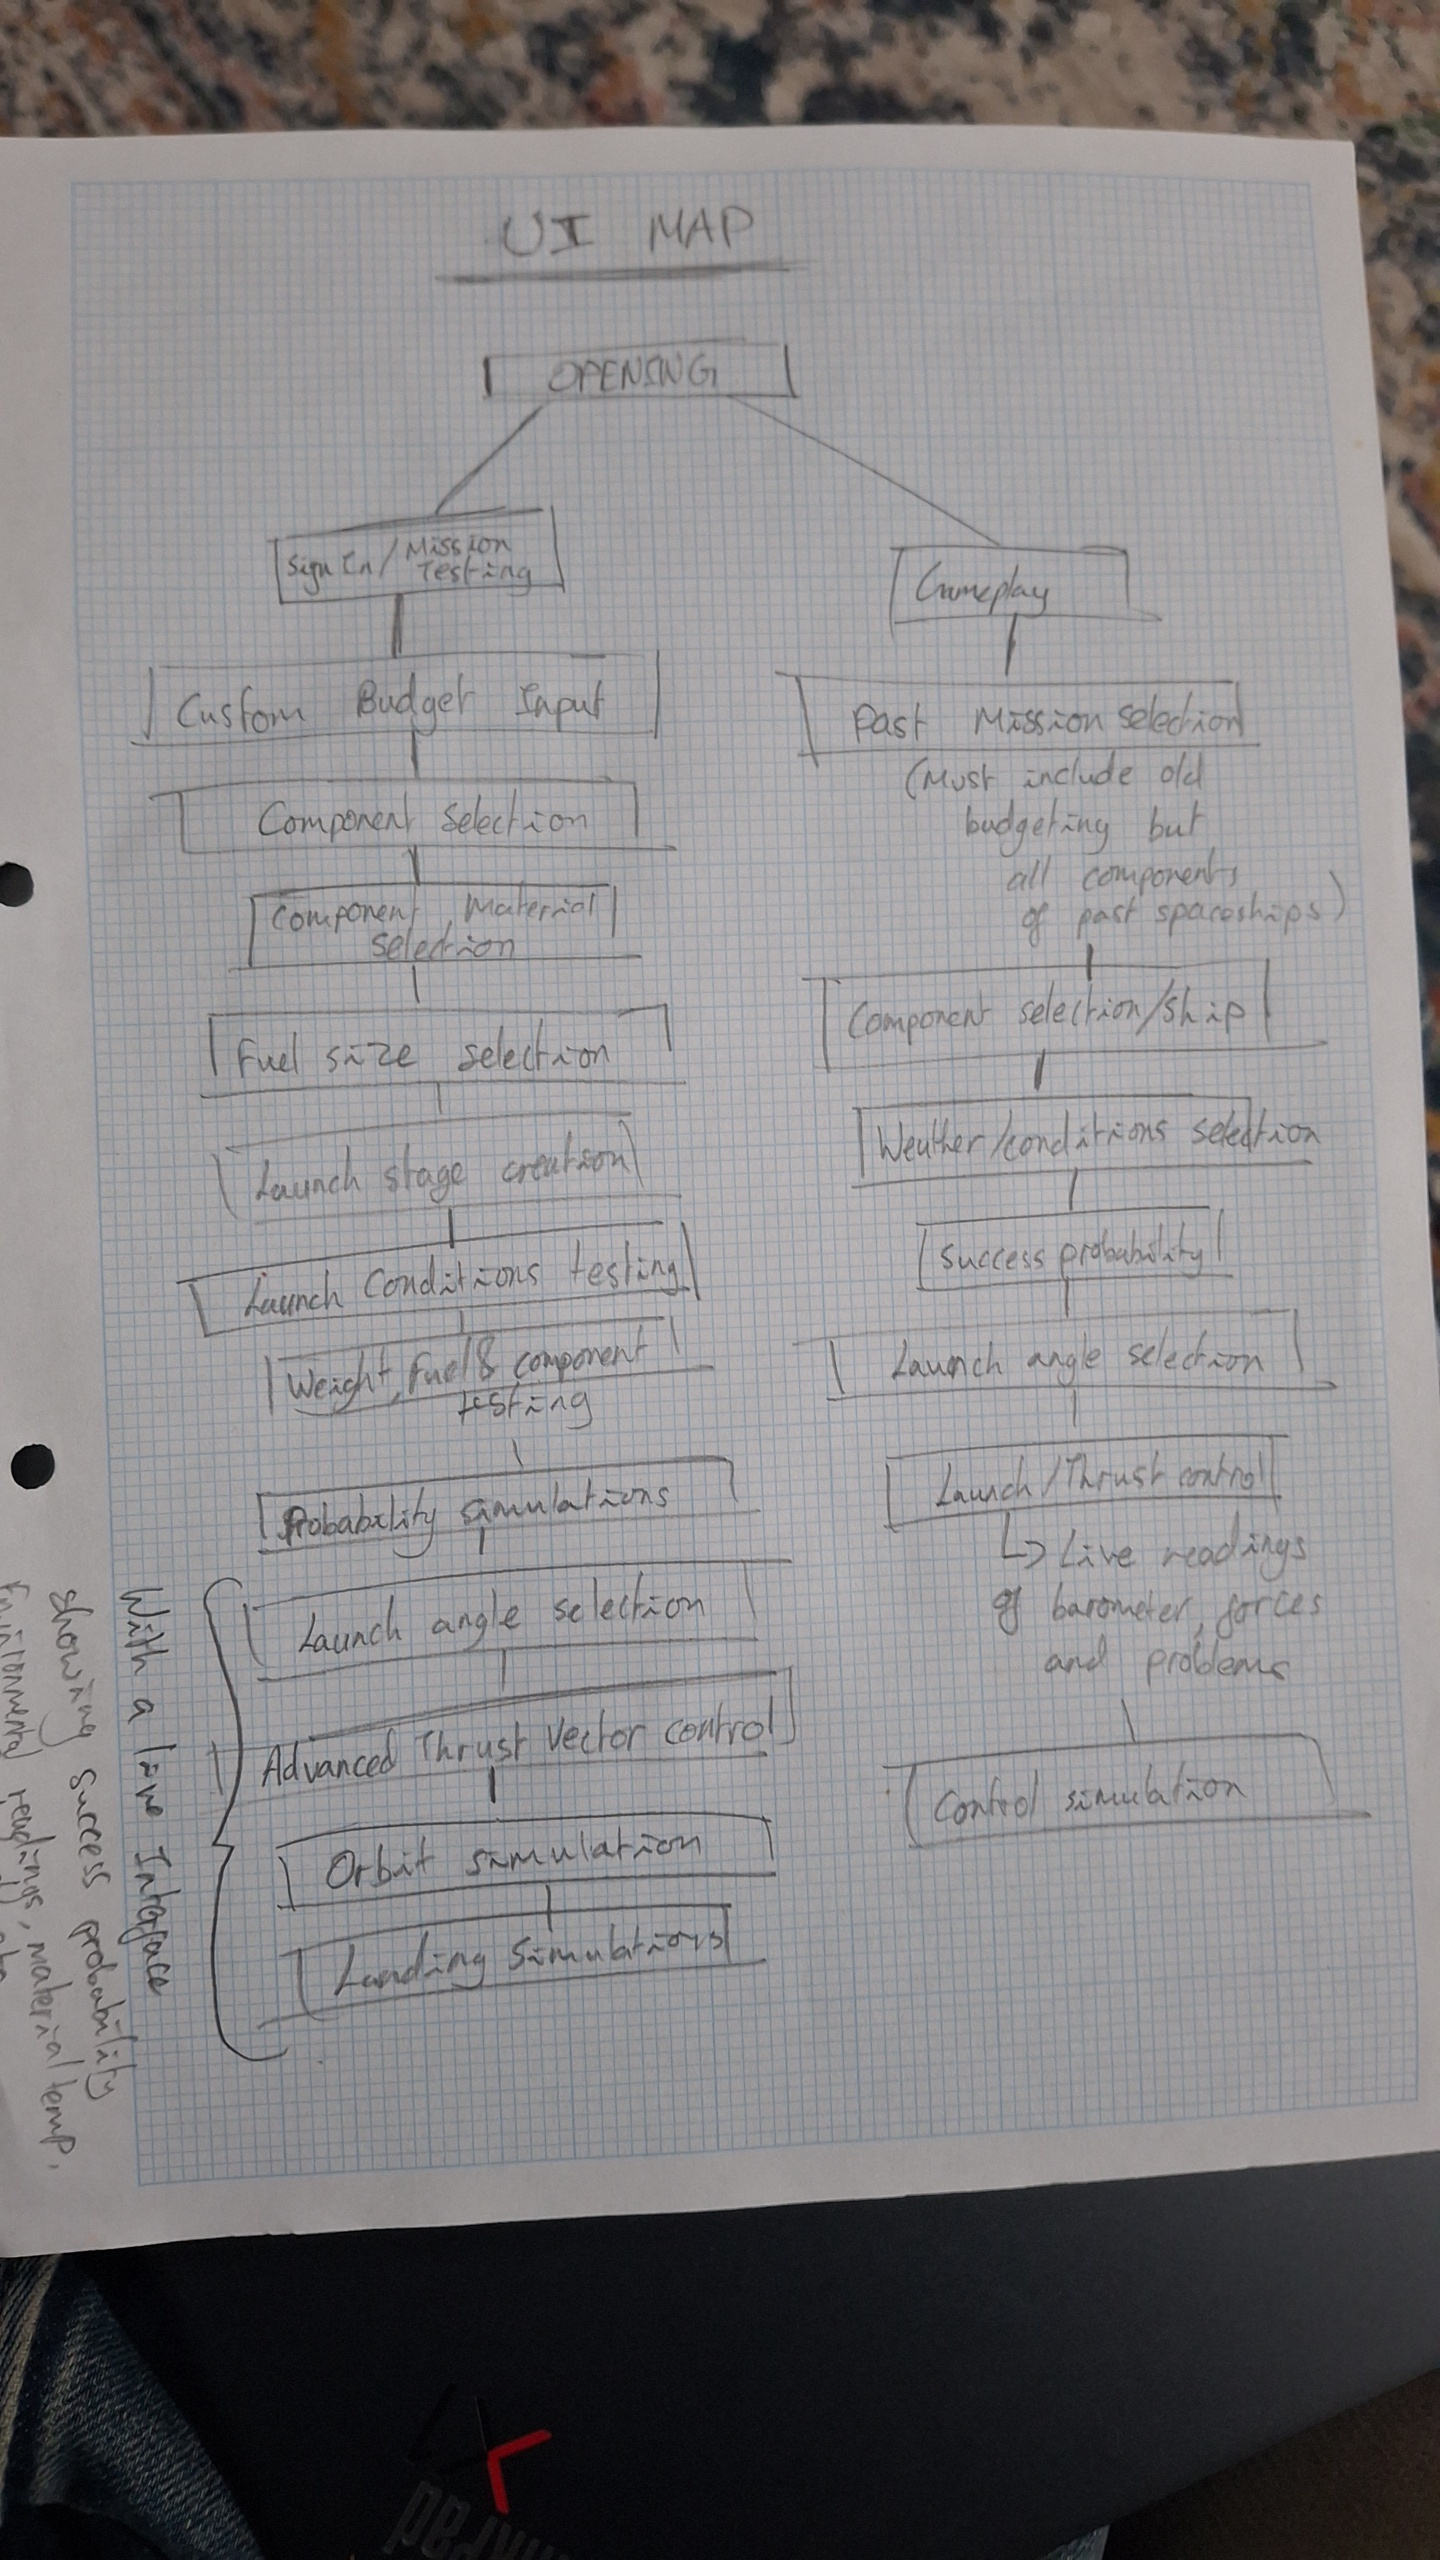 UI MAP
OPENING
Sign In / Mission
Testing
Custom Budget Input
Component Selection
Component Material
Selection
Fuel size selection
Launch stage creation
Launch Conditions testing
Weight, Fuel & component
testing
Probability simulations
Launch angle selection
Advanced Thrust Vector control
Orbit simulation
Landing Simulations
With a live Interface
showing success probability
readings, material temp,
Gameplay
Past Mission Selection
(Must include old
budgeting but
all components
of past spaceships)
Component selection/ship
Weather/conditions selection
Success probability
Launch angle selection
Launch/Thrust control
↳ Live readings
of barometer, forces
and problems
Control simulation